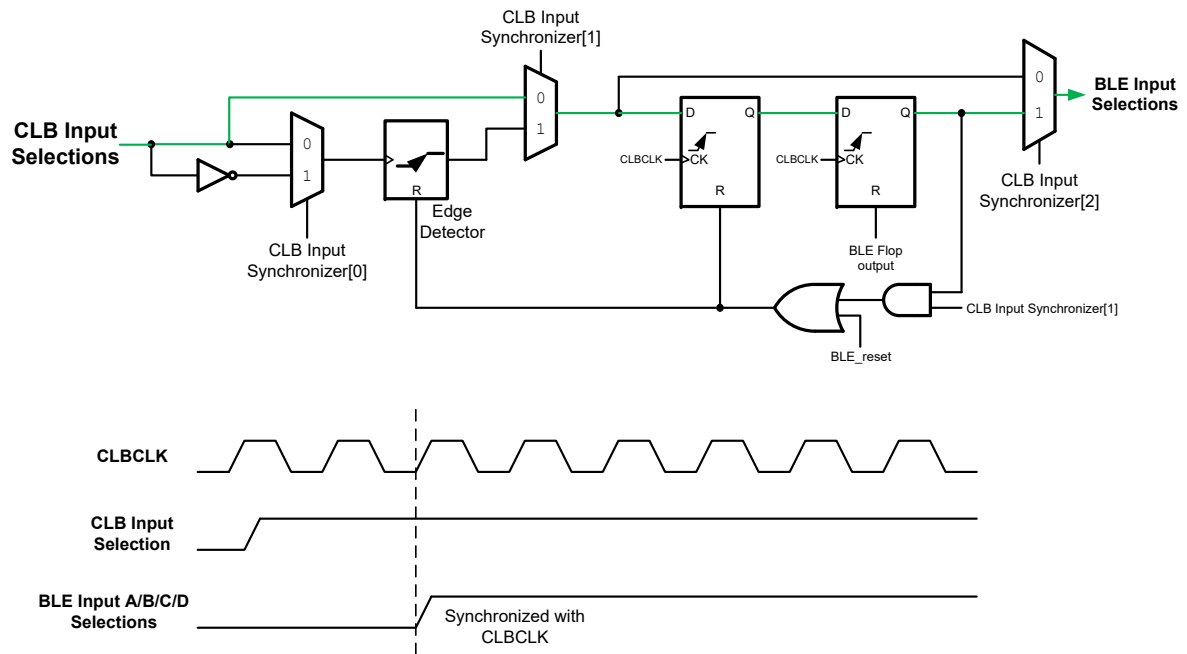 CLB Input
Synchronizer[1]
0
1
BLE Input
Selections
0
1
CLB Input
Selections
0
1
D
Q
D
Q
CLBCLK
CK
CLBCLK
CK
R
R
R
Edge
Detector
CLB Input
Synchronizer[2]
CLB Input
Synchronizer[0]
BLE Flop
output
CLB Input Synchronizer[1]
BLE_reset
CLBCLK
CLB Input
Selection
BLE Input A/B/C/D
Selections
Synchronized with
CLBCLK